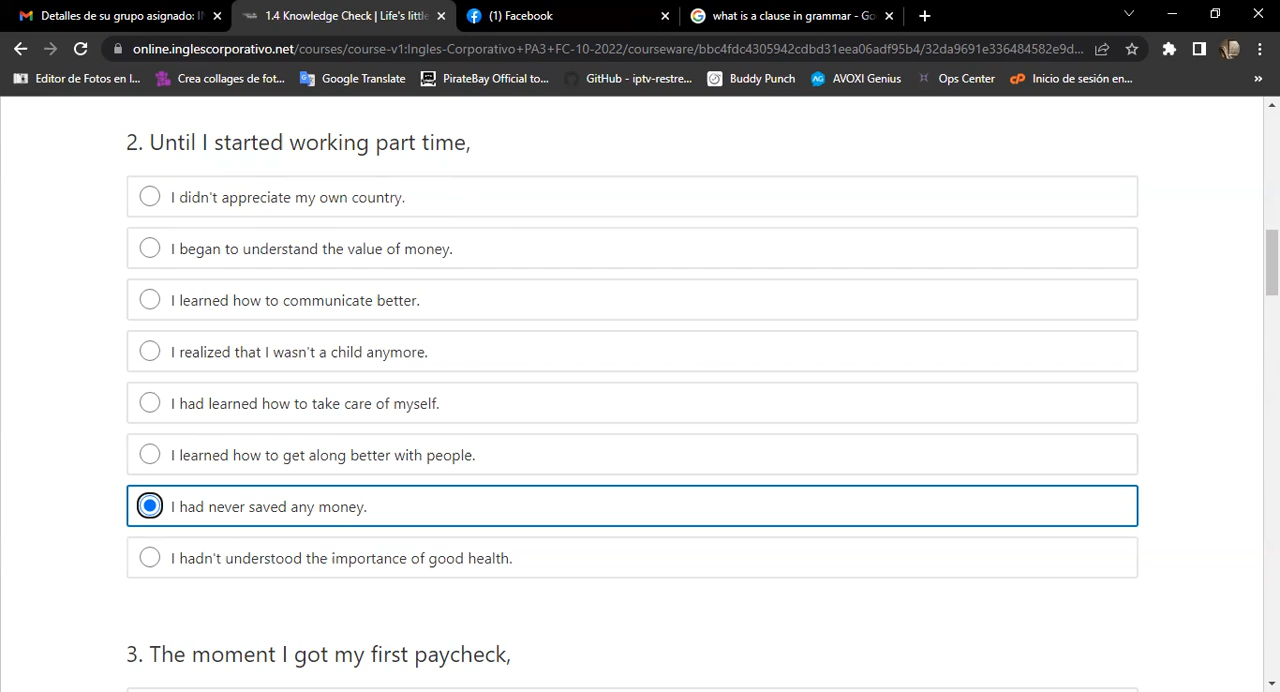 Detalles de su grupo asignado: I
1.4 Knowledge Check | Life's little
(1) Facebook
what is a clause in grammar - Go
online.inglescorporativo.net/courses/course-v1:Ingles-Corporativo+PA3+FC-10-2022/courseware/bbc4fdc4305942cdbd31eea06adf95b4/32da9691e336484582e9d...
Editor de Fotos en l...
Crea collages de fot...
Google Translate
PirateBay Official to...
GitHub - iptv-restre...
Buddy Punch
AVOXI Genius
Ops Center
Inicio de sesión en...
2. Until I started working part time,
I didn't appreciate my own country.
I began to understand the value of money.
I learned how to communicate better.
I realized that I wasn't a child anymore.
I had learned how to take care of myself.
I learned how to get along better with people.
I had never saved any money.
I hadn't understood the importance of good health.
3. The moment I got my first paycheck,